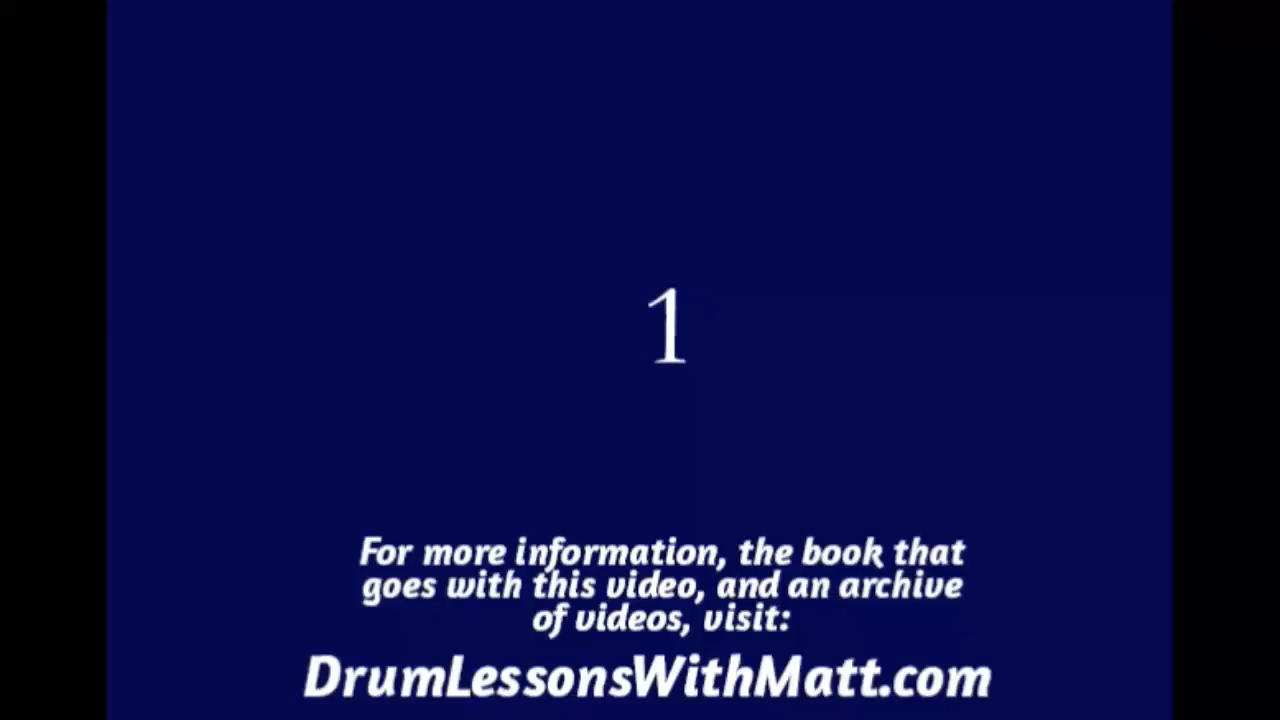 1
For more information, the book that
goes with this video, and an archive
of videos, visit:
DrumLessonsWithMatt.com